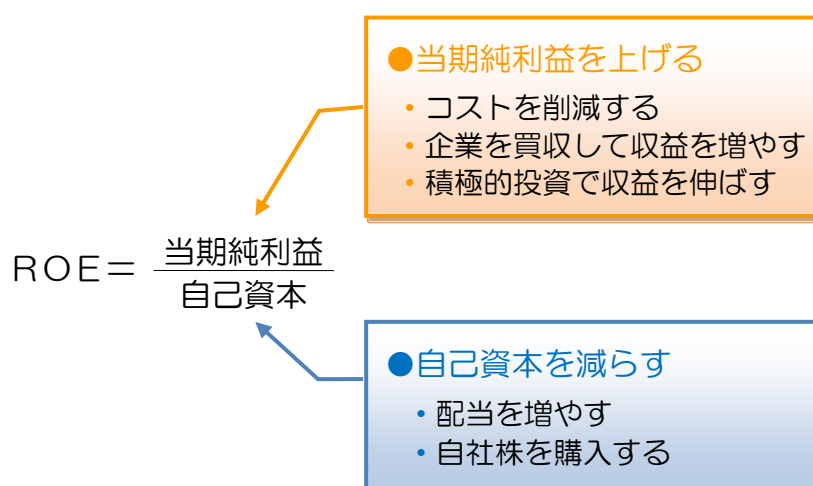 ●当期純利益を上げる
・コストを削減する
・企業を買収して収益を増やす
・積極的投資で収益を伸ばす
ROE＝
当期純利益
自己資本
●自己資本を減らす
・配当を増やす
・自社株を購入する